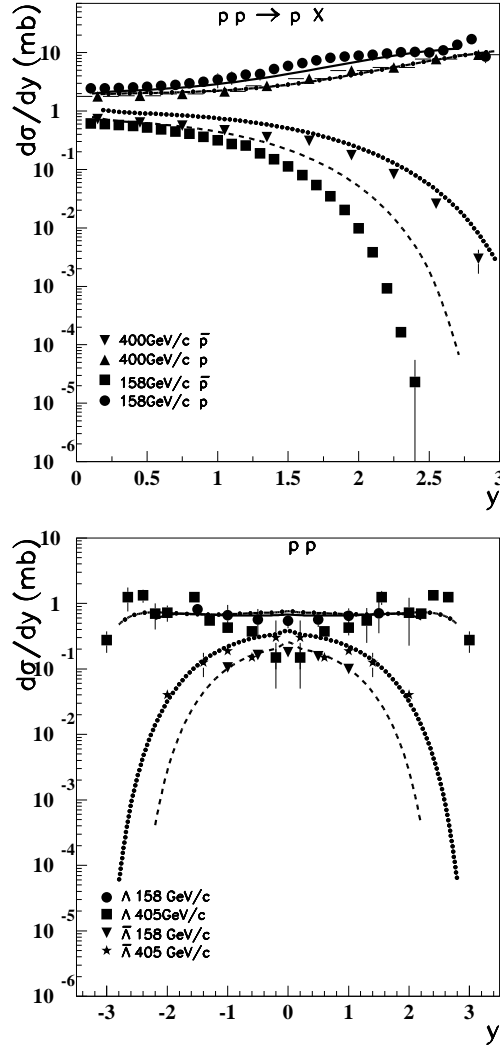 p p → p X
dσ/dy (mb)
10
1
10 -1
10 -2
10 -3
10 -4
10 -5
10 -6
400GeV/c p̅
400GeV/c p
158GeV/c p̅
158GeV/c p
0 0.5 1 1.5 2 2.5 3
y
p p
dσ/dy (mb)
10
1
10 -1
10 -2
10 -3
10 -4
10 -5
10 -6
Λ 158 GeV/c
Λ 405GeV/c
Λ̅ 158 GeV/c
Λ̅ 405 GeV/c
-3 -2 -1 0 1 2 3
y